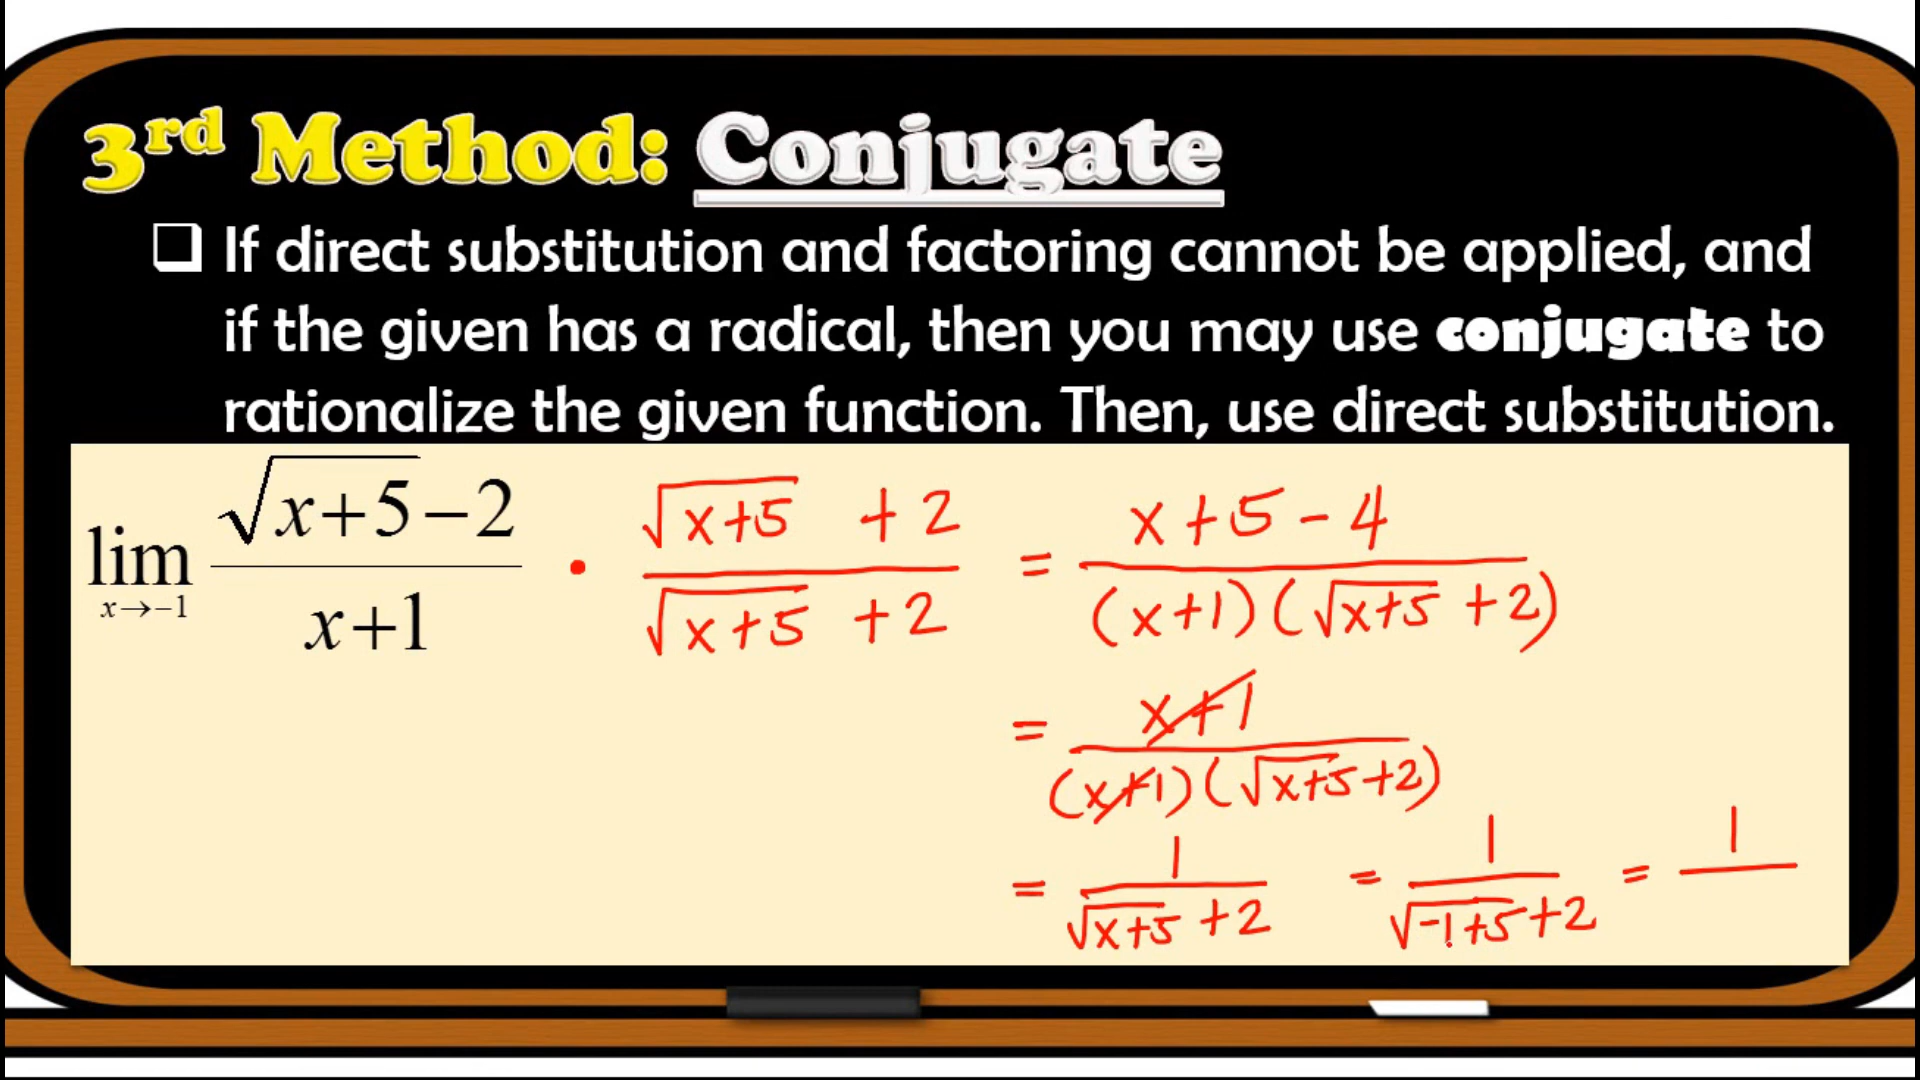 3rd Method: Conjugate
❑ If direct substitution and factoring cannot be applied, and
if the given has a radical, then you may use conjugate to
rationalize the given function. Then, use direct substitution.
lim x→-1 (√(x+5) - 2)/(x+1) · (√(x+5) + 2)/(√(x+5) + 2) = (x+5-4)/((x+1)(√(x+5) + 2))
= (x+1)/((x+1)(√(x+5) + 2))
= 1/(√(x+5) + 2) = 1/(√(-1+5) + 2) = 1/